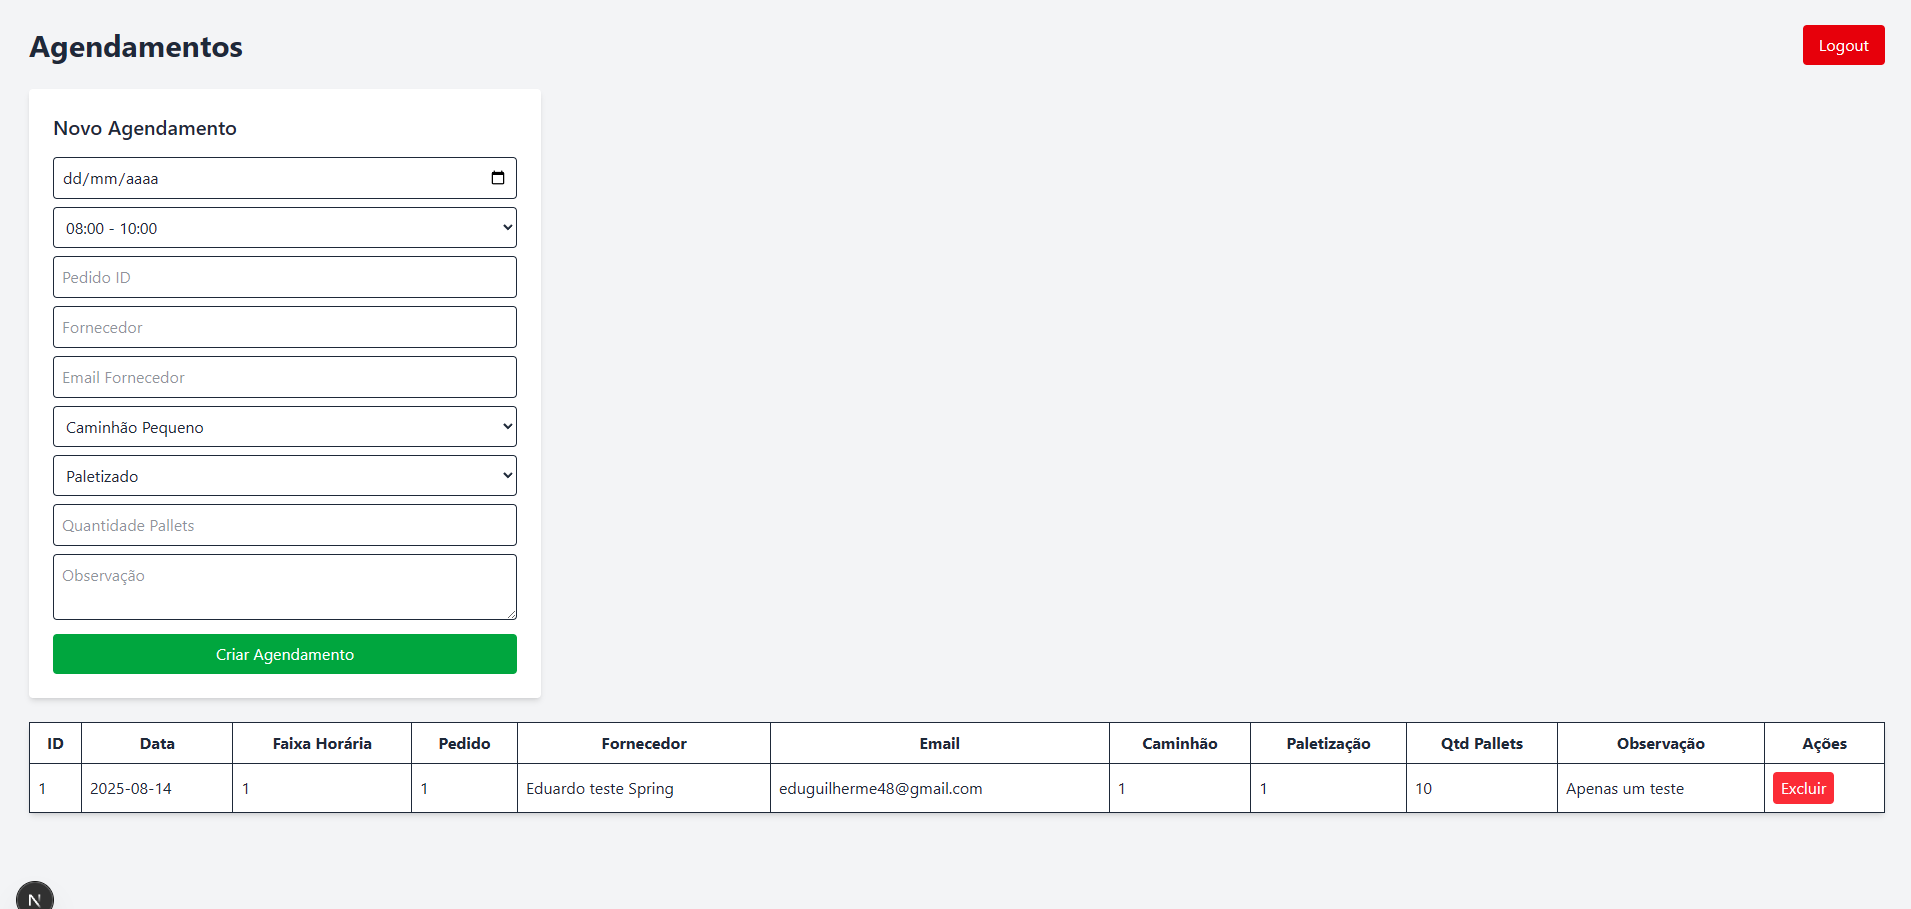 Agendamentos
Logout
Novo Agendamento
dd/mm/aaaa
08:00 - 10:00
Pedido ID
Fornecedor
Email Fornecedor
Caminhão Pequeno
Paletizado
Quantidade Pallets
Observação
Criar Agendamento
ID Data Faixa Horária Pedido Fornecedor Email Caminhão Paletização Qtd Pallets Observação Ações
1 2025-08-14 1 1 Eduardo teste Spring eduguilherme48@gmail.com 1 1 10 Apenas um teste Excluir
N